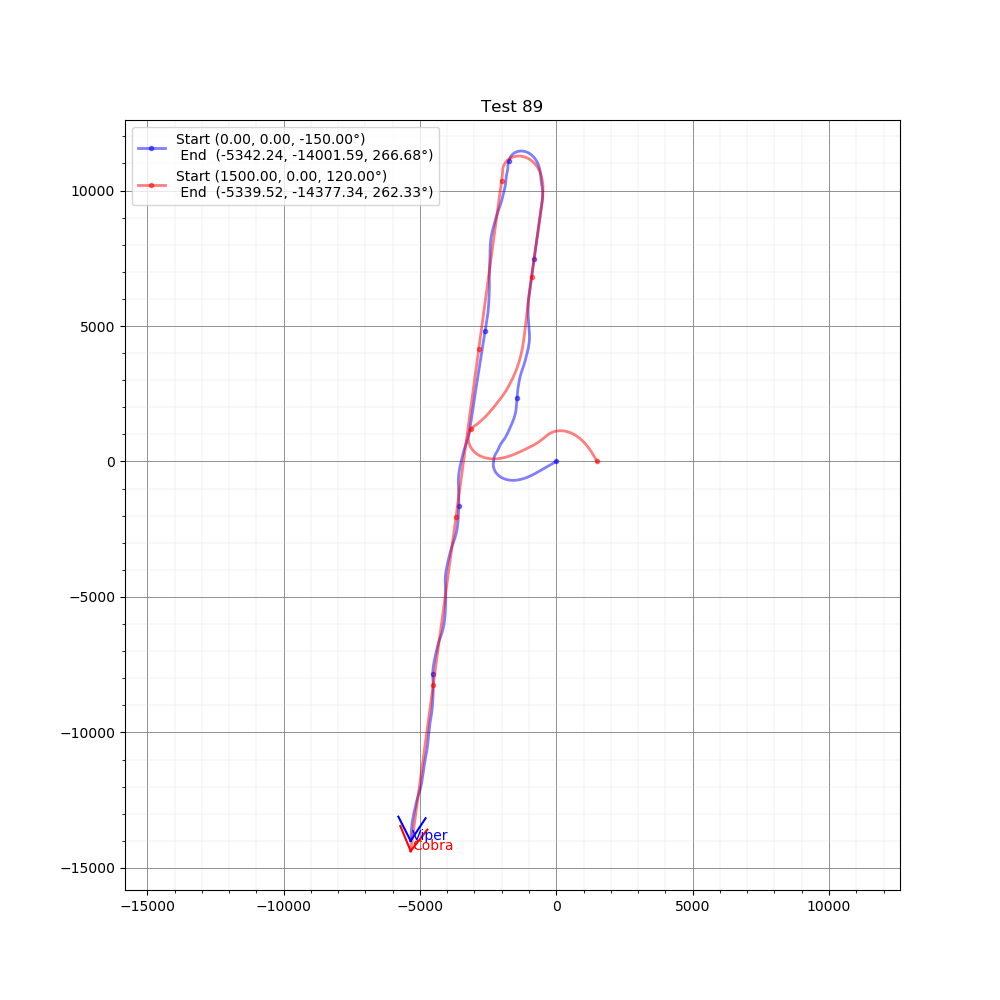 Test 89
Start (0.00, 0.00, -150.00°)
End (-5342.24, -14001.59, 266.68°)
Start (1500.00, 0.00, 120.00°)
End (-5339.52, -14377.34, 262.33°)
10000
5000
0
−5000
−10000
−15000
Viper
Cobra
−15000 −10000 −5000 0 5000 10000